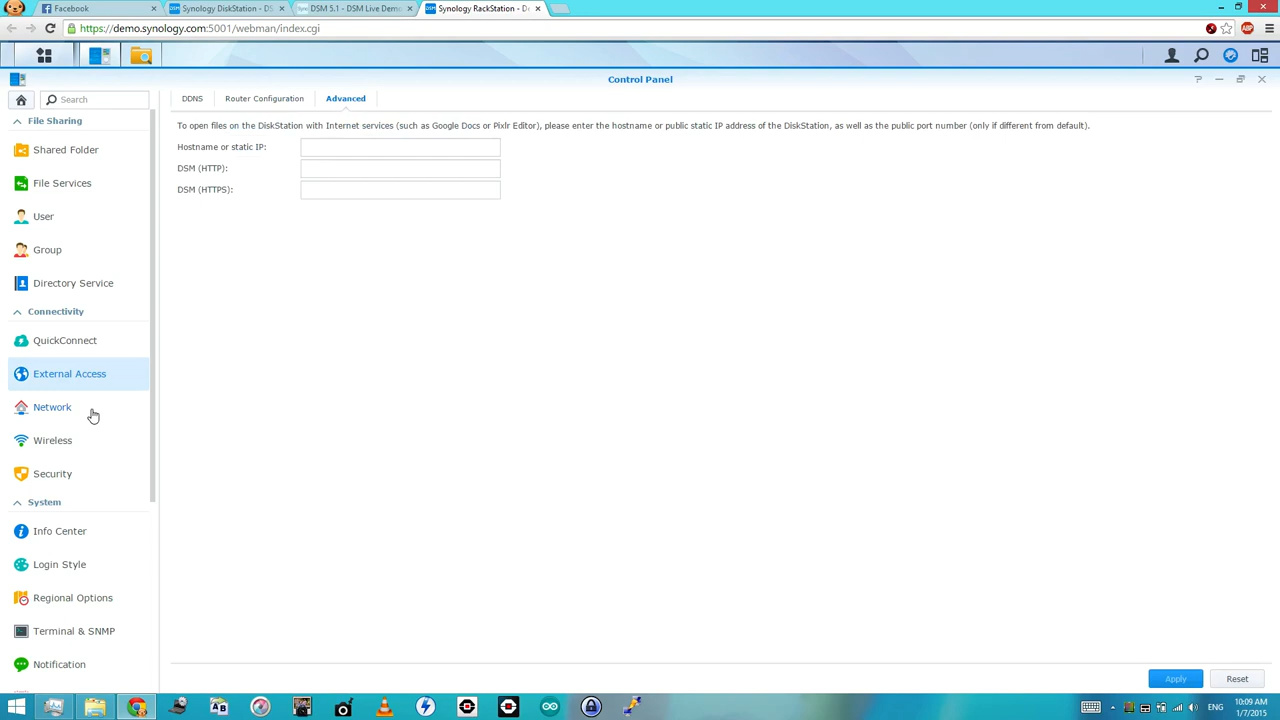 Facebook
Synology DiskStation - DS
DSM 5.1 - DSM Live Demo
Synology RackStation - De
https://demo.synology.com:5001/webman/index.cgi
ABP
Control Panel
Search
DDNS
Router Configuration
Advanced
File Sharing
Shared Folder
File Services
User
Group
Directory Service
Connectivity
QuickConnect
External Access
Network
Wireless
Security
System
Info Center
Login Style
Regional Options
Terminal & SNMP
Notification
To open files on the DiskStation with Internet services (such as Google Docs or Pixlr Editor), please enter the hostname or public static IP address of the DiskStation, as well as the public port number (only if different from default).
Hostname or static IP:
DSM (HTTP):
DSM (HTTPS):
Apply
Reset
ENG
10:09 AM
1/7/2015